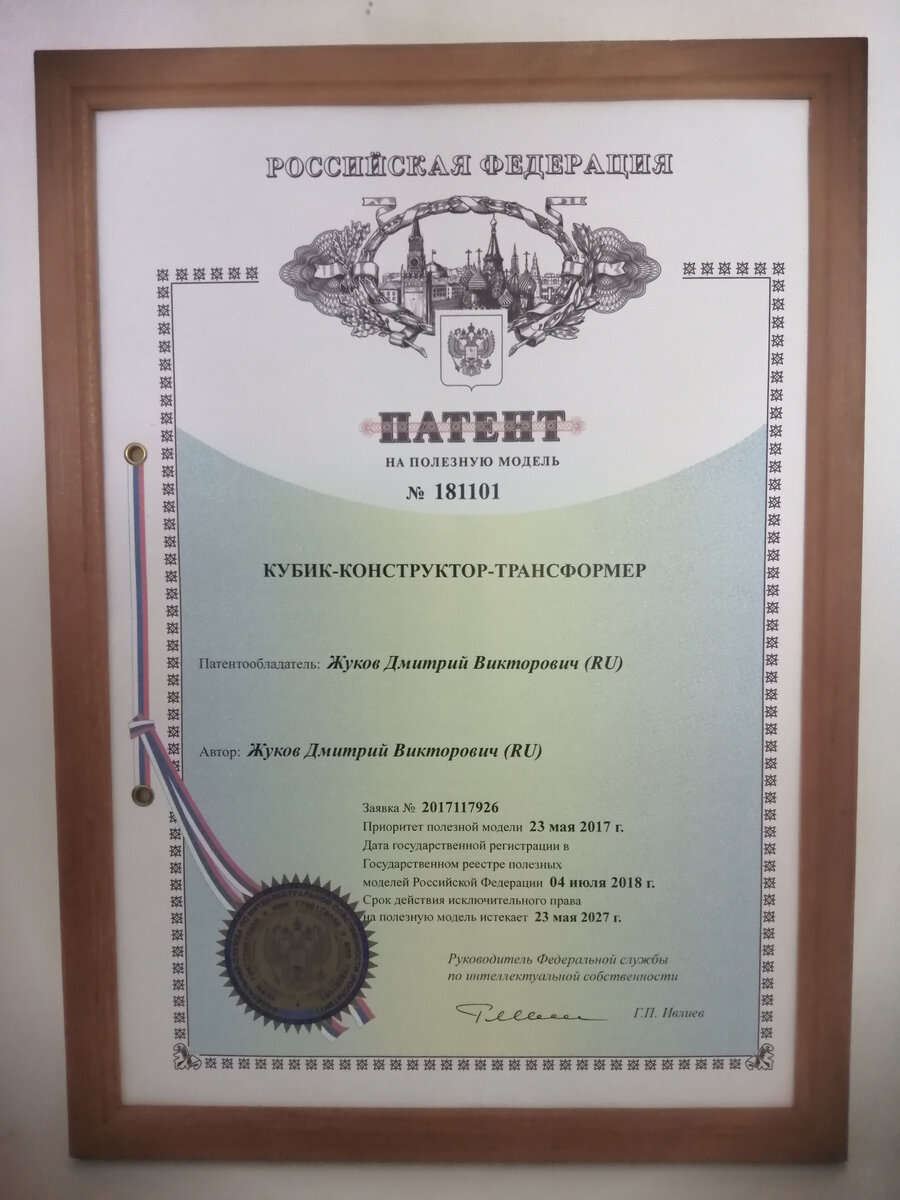 РОССИЙСКАЯ ФЕДЕРАЦИЯ
ПАТЕНТ
НА ПОЛЕЗНУЮ МОДЕЛЬ
№ 181101
КУБИК-КОНСТРУКТОР-ТРАНСФОРМЕР
Патентообладатель: Жуков Дмитрий Викторович (RU)
Автор: Жуков Дмитрий Викторович (RU)
Заявка № 2017117926
Приоритет полезной модели 23 мая 2017 г.
Дата государственной регистрации в
Государственном реестре полезных
моделей Российской Федерации 04 июля 2018 г.
Срок действия исключительного права
на полезную модель истекает 23 мая 2027 г.
Руководитель Федеральной службы
по интеллектуальной собственности
Г.П. Ивлиев